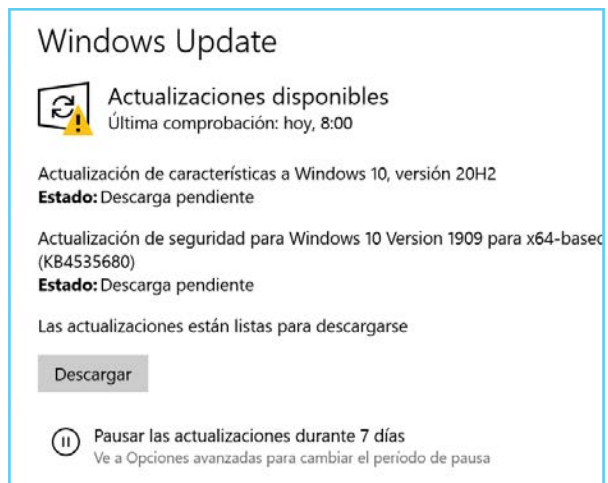 Windows Update
Actualizaciones disponibles
Última comprobación: hoy, 8:00
Actualización de características a Windows 10, versión 20H2
Estado: Descarga pendiente
Actualización de seguridad para Windows 10 Version 1909 para x64-based
(KB4535680)
Estado: Descarga pendiente
Las actualizaciones están listas para descargarse
Descargar
Pausar las actualizaciones durante 7 días
Ve a Opciones avanzadas para cambiar el período de pausa